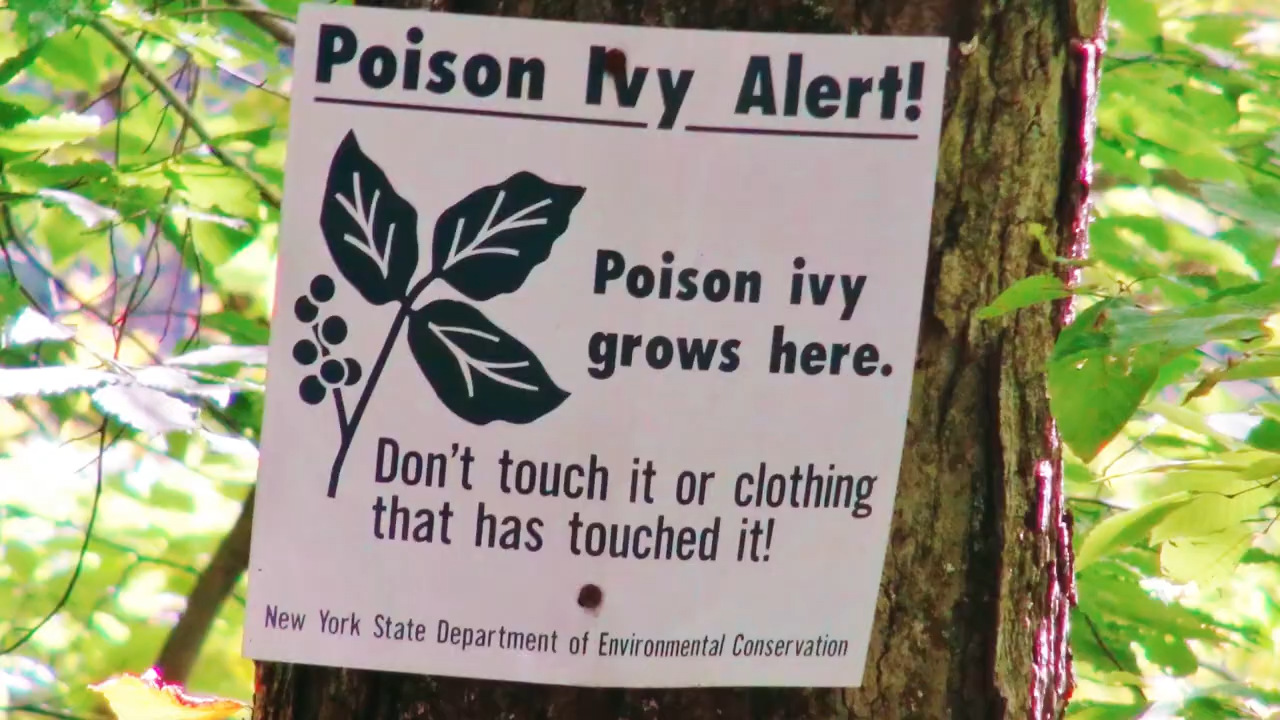 Poison Ivy Alert!
Poison ivy
grows here.
Don't touch it or clothing
that has touched it!
New York State Department of Environmental Conservation